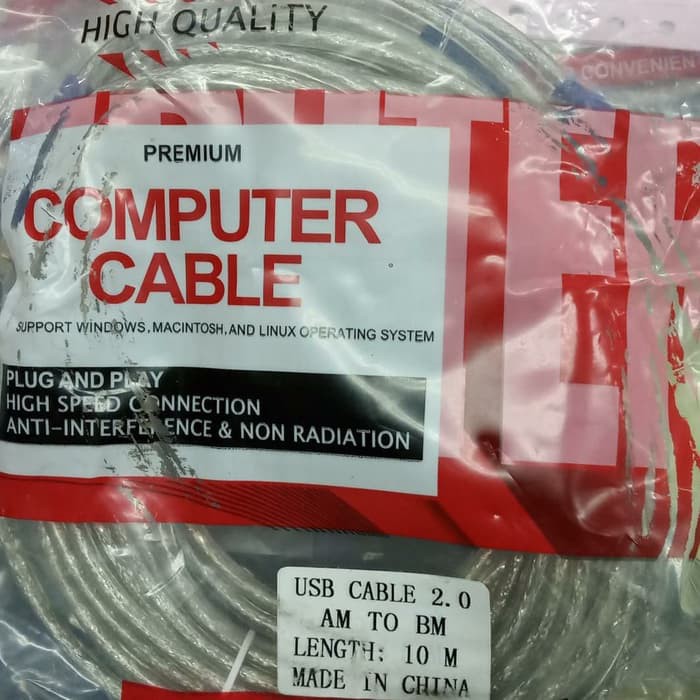 HIGH QUALITY
CONVENIEN
PREMIUM
COMPUTER
CABLE
SUPPORT WINDOWS, MACINTOSH, AND LINUX OPERATING SYSTEM
PLUG AND PLAY
HIGH SPEED CONNECTION
ANTI-INTERFERENCE & NON RADIATION
USB CABLE 2.0
AM TO BM
LENGTH: 10 M
MADE IN CHINA